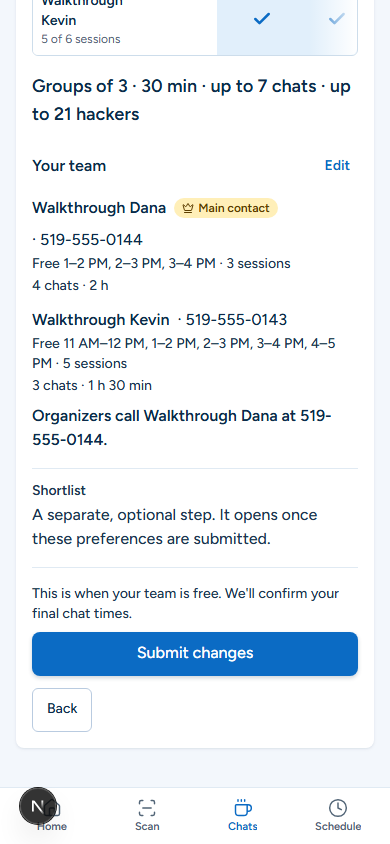 Walkthrough
Kevin
5 of 6 sessions
Groups of 3 · 30 min · up to 7 chats · up
to 21 hackers
Your team
Edit
Walkthrough Dana
Main contact
· 519-555-0144
Free 1–2 PM, 2–3 PM, 3–4 PM · 3 sessions
4 chats · 2 h
Walkthrough Kevin · 519-555-0143
Free 11 AM–12 PM, 1–2 PM, 2–3 PM, 3–4 PM, 4–5
PM · 5 sessions
3 chats · 1 h 30 min
Organizers call Walkthrough Dana at 519-
555-0144.
Shortlist
A separate, optional step. It opens once
these preferences are submitted.
This is when your team is free. We'll confirm your
final chat times.
Submit changes
Back
N
Home
Scan
Chats
Schedule